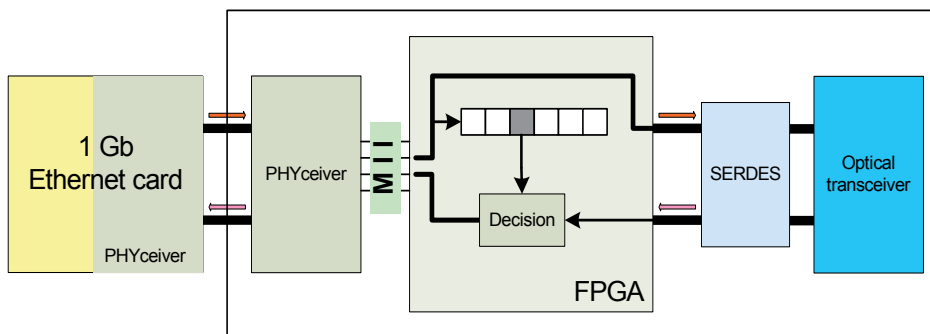 1 Gb
Ethernet card
PHYceiver
PHYceiver
MII
Decision
FPGA
SERDES
Optical
transceiver